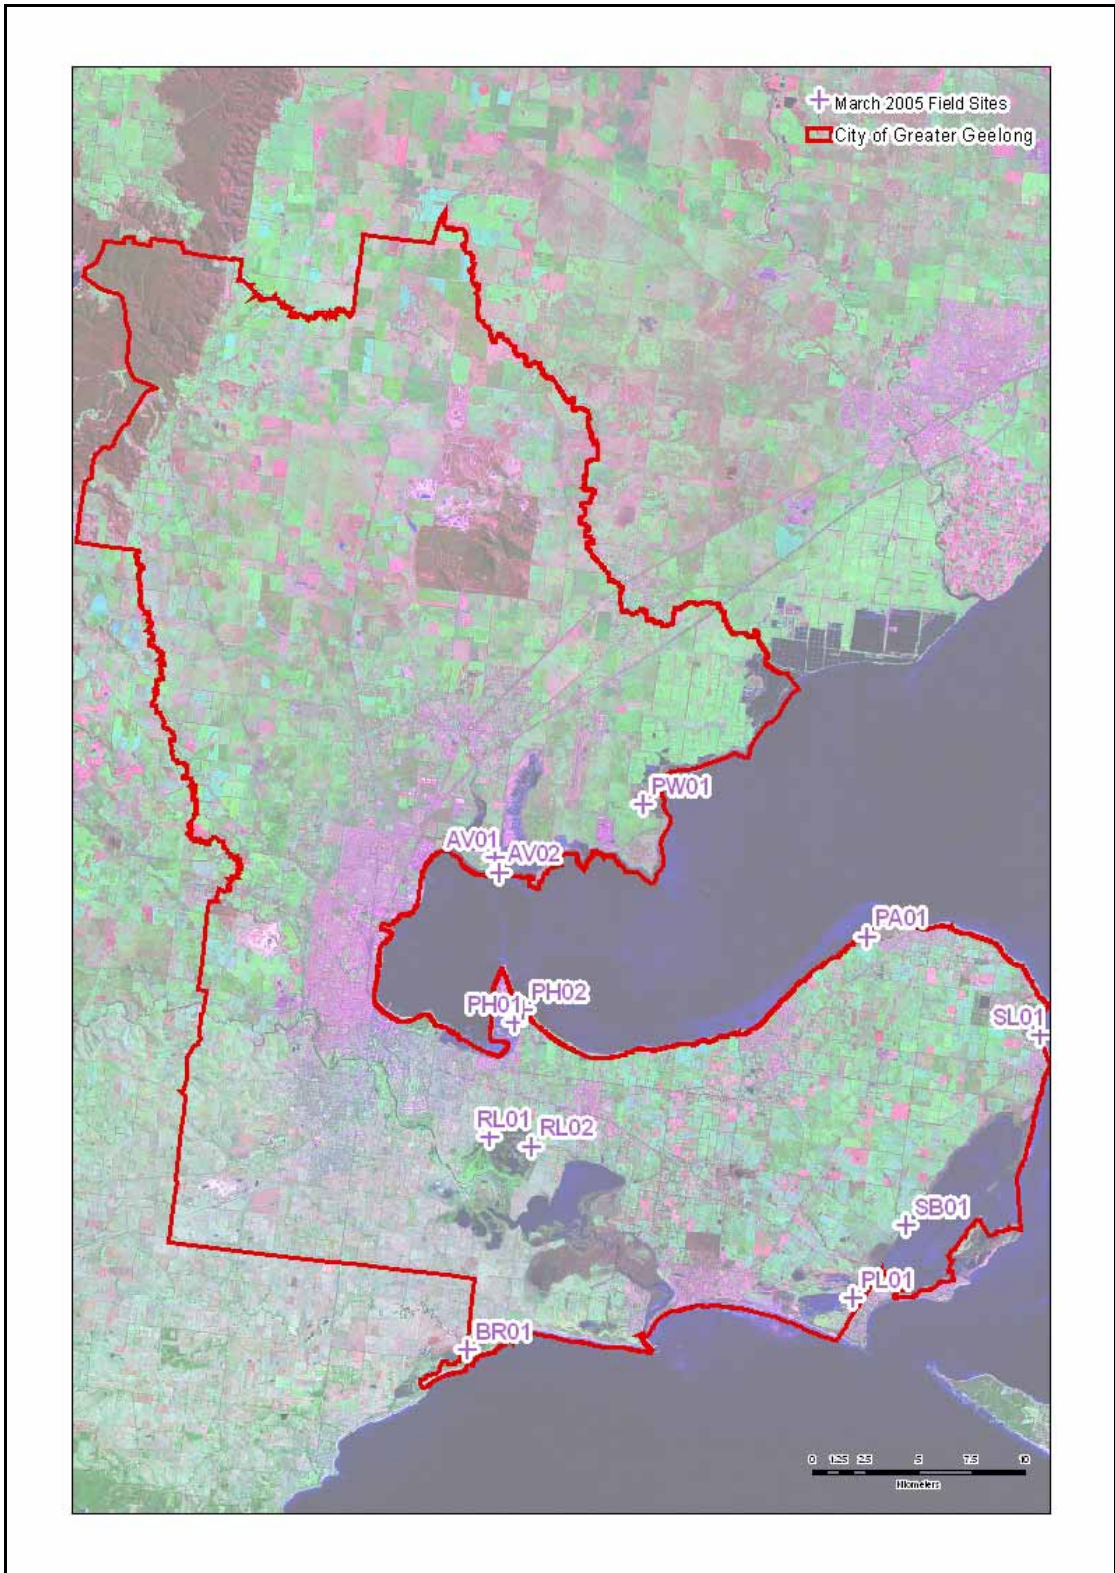 March 2005 Field Sites
City of Greater Geelong
PW01
AV01
AV02
PA01
PH01
PH02
SL01
RL01
RL02
SB01
PL01
BR01
0 1.25 2.5 5 7.5 10
Kilometers